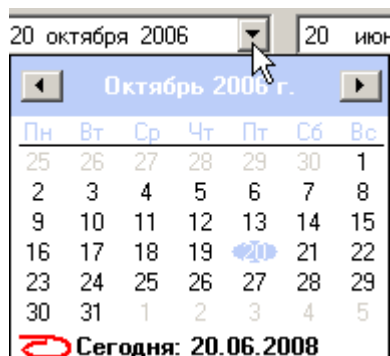 20 октября 2006 20 июн
Октябрь 2006 г.
Пн Вт Ср Чт Пт Сб Вс
25 26 27 28 29 30 1
2 3 4 5 6 7 8
9 10 11 12 13 14 15
16 17 18 19 20 21 22
23 24 25 26 27 28 29
30 31 1 2 3 4 5
Сегодня: 20.06.2008